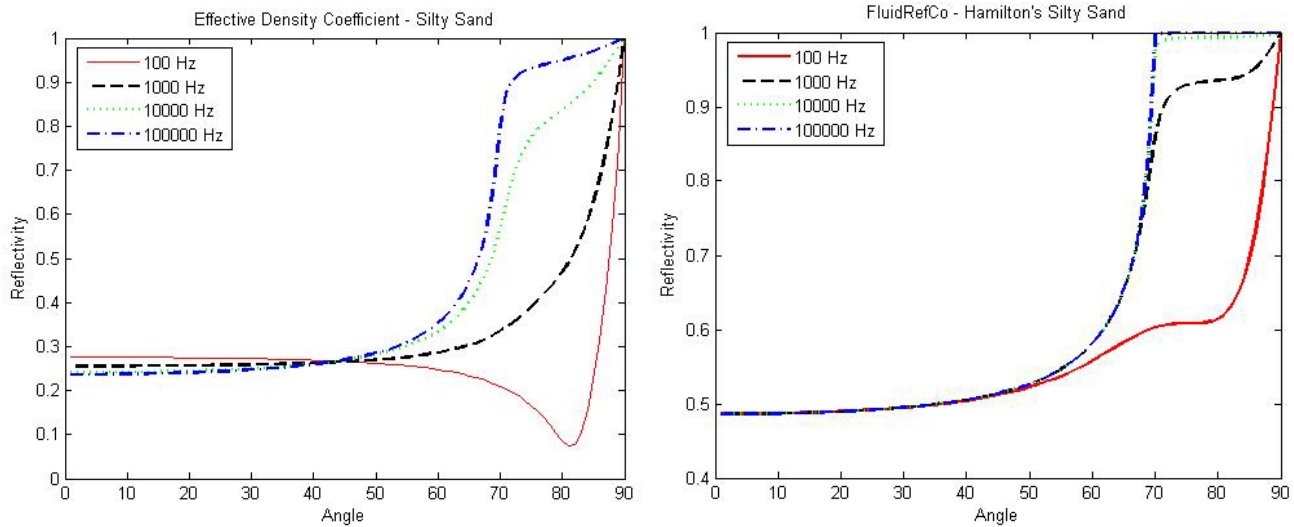 Effective Density Coefficient - Silty Sand
1
0.9
0.8
0.7
0.6
0.5
0.4
0.3
0.2
0.1
0
Reflectivity
100 Hz
1000 Hz
10000 Hz
100000 Hz
0 10 20 30 40 50 60 70 80 90
Angle
FluidRefCo - Hamilton's Silty Sand
1
0.9
0.8
0.7
0.6
0.5
0.4
Reflectivity
100 Hz
1000 Hz
10000 Hz
100000 Hz
0 10 20 30 40 50 60 70 80 90
Angle